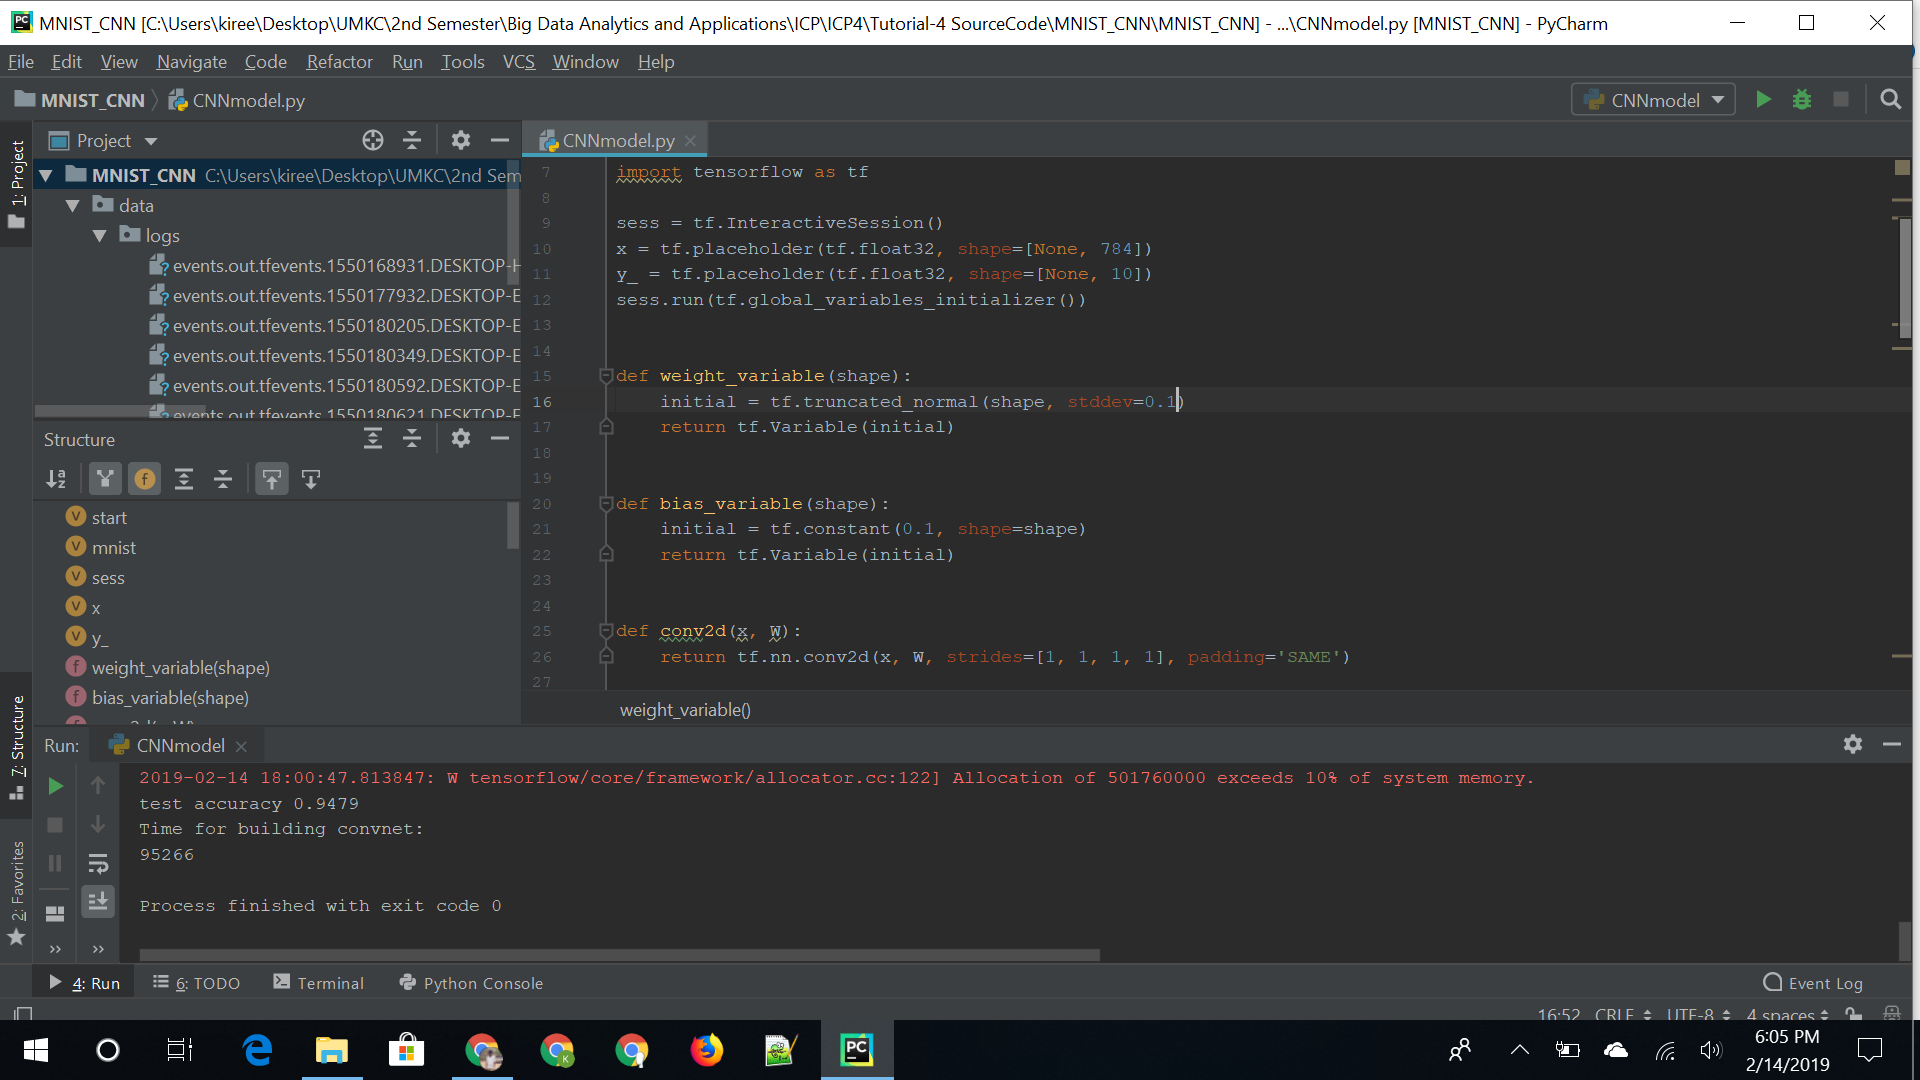 MNIST_CNN [C:\Users\kiree\Desktop\UMKC\2nd Semester\Big Data Analytics and Applications\ICP\ICP4\Tutorial-4 SourceCode\MNIST_CNN\MNIST_CNN] - ...\CNNmodel.py [MNIST_CNN] - PyCharm
File Edit View Navigate Code Refactor Run Tools VCS Window Help
MNIST_CNN CNNmodel.py
CNNmodel
1: Project
Project
MNIST_CNN C:\Users\kiree\Desktop\UMKC\2nd Sem
data
logs
events.out.tfevents.1550168931.DESKTOP-H
events.out.tfevents.1550177932.DESKTOP-E
events.out.tfevents.1550180205.DESKTOP-E
events.out.tfevents.1550180349.DESKTOP-E
events.out.tfevents.1550180592.DESKTOP-E
events.out.tfevents.1550180621.DESKTOP-E
Structure
start
mnist
sess
x
y_
weight_variable(shape)
bias_variable(shape)
CNNmodel.py
7 import tensorflow as tf
8
9 sess = tf.InteractiveSession()
10 x = tf.placeholder(tf.float32, shape=[None, 784])
11 y_ = tf.placeholder(tf.float32, shape=[None, 10])
12 sess.run(tf.global_variables_initializer())
13
14
15 def weight_variable(shape):
16 initial = tf.truncated_normal(shape, stddev=0.1)
17 return tf.Variable(initial)
18
19
20 def bias_variable(shape):
21 initial = tf.constant(0.1, shape=shape)
22 return tf.Variable(initial)
23
24
25 def conv2d(x, W):
26 return tf.nn.conv2d(x, W, strides=[1, 1, 1, 1], padding='SAME')
27
weight_variable()
7: Structure
2: Favorites
Run: CNNmodel
2019-02-14 18:00:47.813847: W tensorflow/core/framework/allocator.cc:122] Allocation of 501760000 exceeds 10% of system memory.
test accuracy 0.9479
Time for building convnet:
95266
Process finished with exit code 0
4: Run 6: TODO Terminal Python Console Event Log
16:52 CRLF UTF-8 4 spaces
6:05 PM
2/14/2019